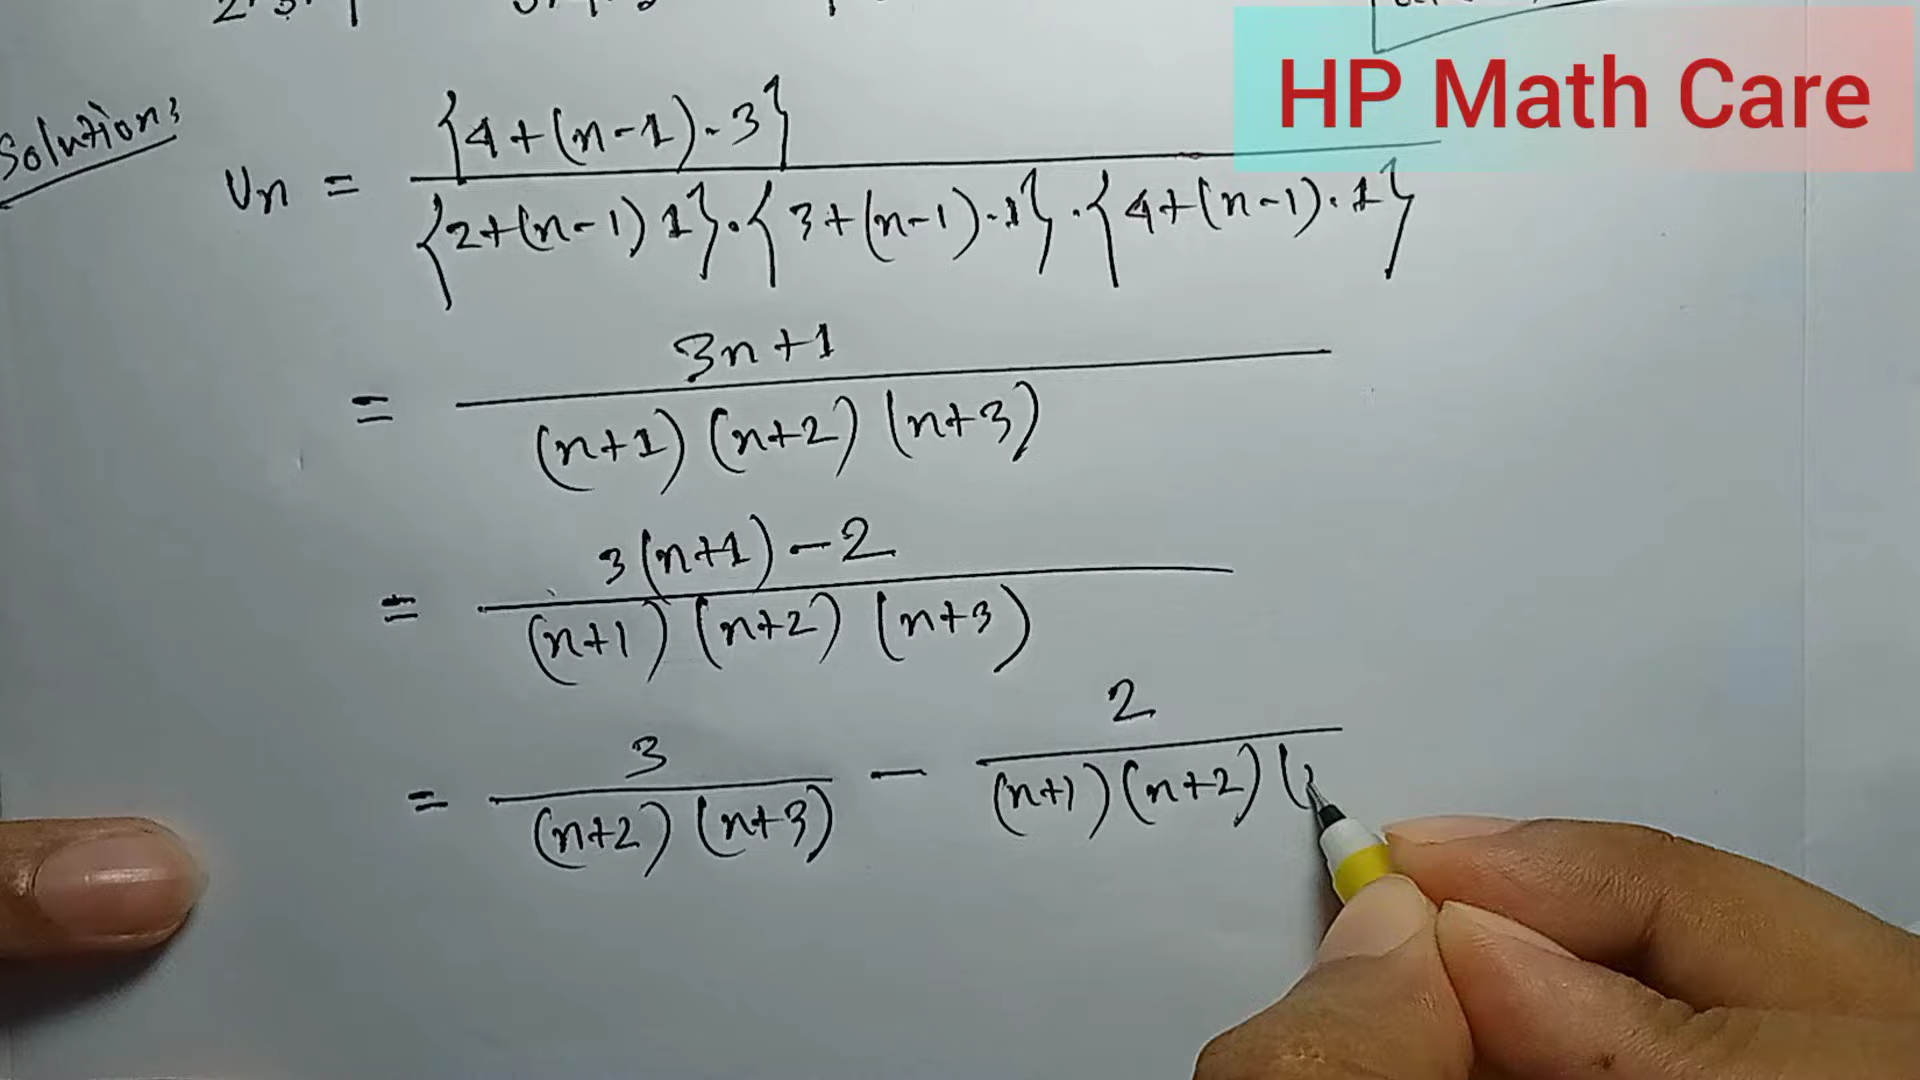 HP Math Care
Solution:
Un = {4+(n-1).3} / {2+(n-1)1}.{3+(n-1).1}.{4+(n-1).1}
= 3n+1 / (n+1)(n+2)(n+3)
= 3(n+1)-2 / (n+1)(n+2)(n+3)
= 3 / (n+2)(n+3) - 2 / (n+1)(n+2)(